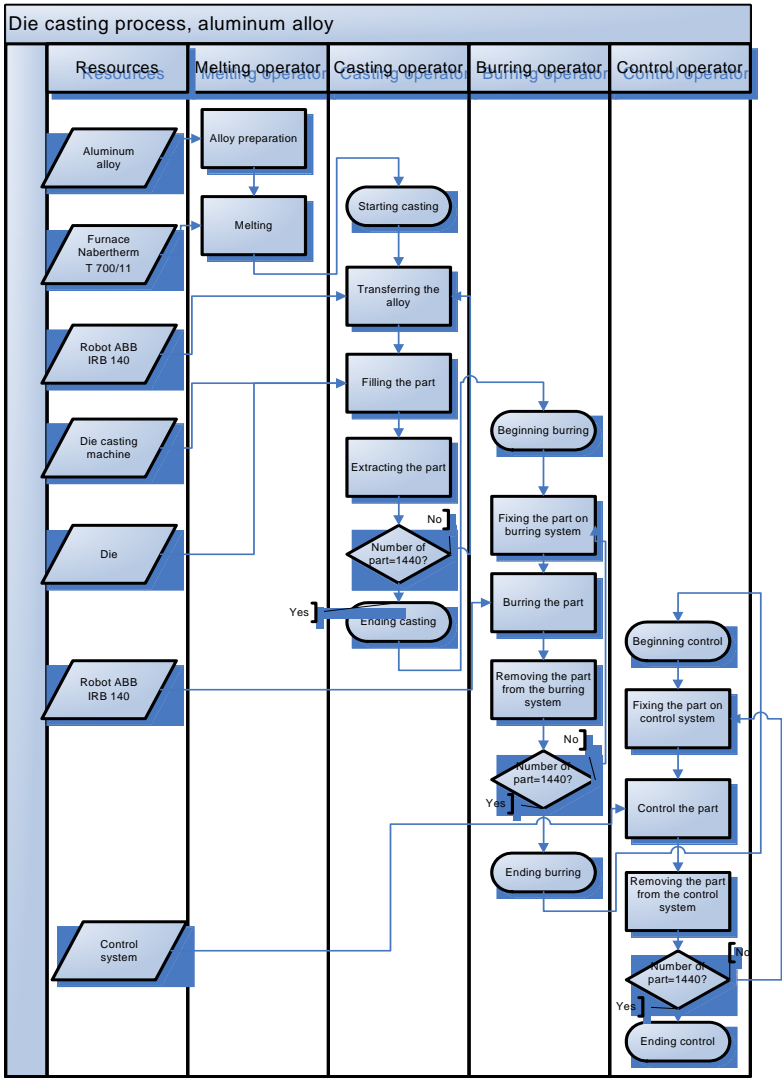 Die casting process, aluminum alloy
Resources
Melting operator
Casting operator
Burring operator
Control operator
Aluminum
alloy
Furnace
Nabertherm
T 700/11
Robot ABB
IRB 140
Die casting
machine
Die
Robot ABB
IRB 140
Control
system
Alloy preparation
Melting
Starting casting
Transferring the
alloy
Filling the part
Extracting the part
No
Number of
part=1440?
Yes
Ending casting
Beginning burring
Fixing the part on
burring system
Burring the part
Removing the part
from the burring
system
No
Number of
part=1440?
Yes
Ending burring
Beginning control
Fixing the part on
control system
Control the part
Removing the part
from the control
system
No
Number of
part=1440?
Yes
Ending control